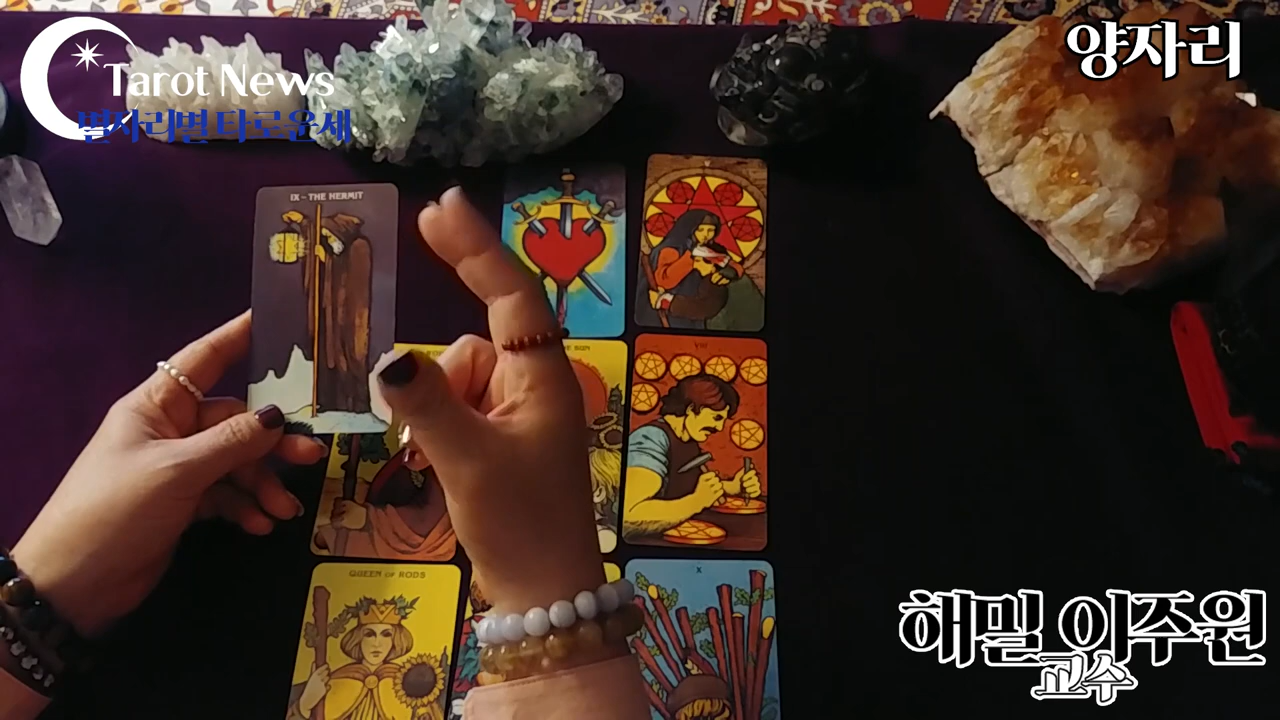 Tarot News
별자리별 타로운세
양자리
IX - THE HERMIT
V
VIII
QUEEN OF RODS
X
해밀 이주원
교수